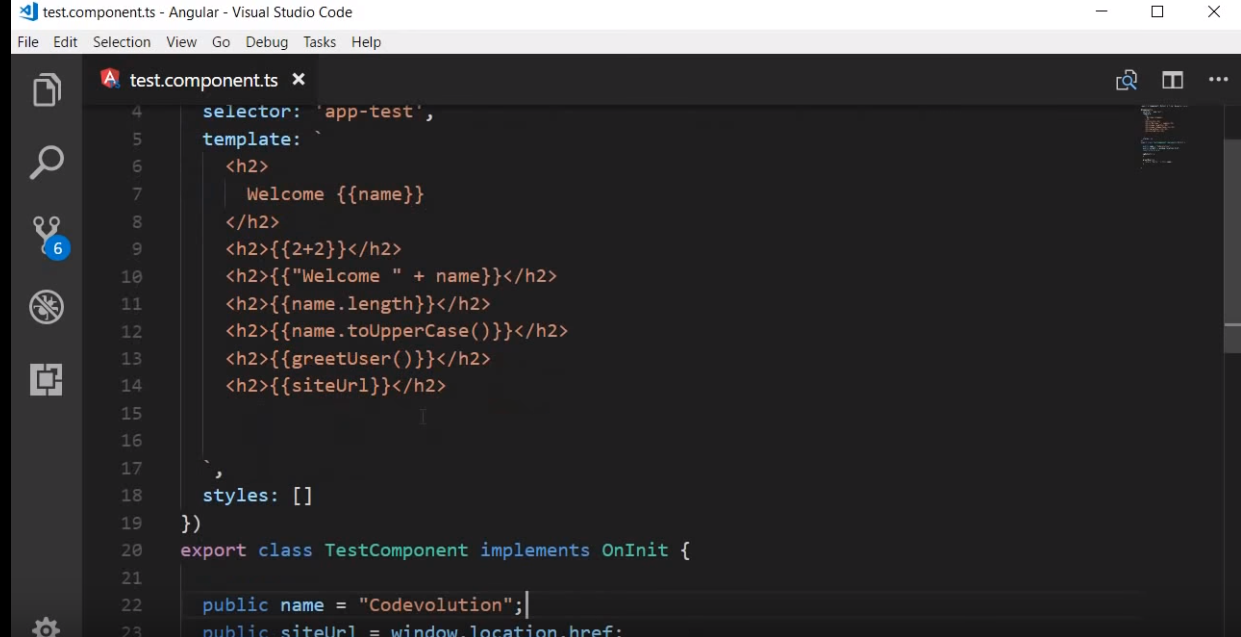 test.component.ts - Angular - Visual Studio Code
File Edit Selection View Go Debug Tasks Help
test.component.ts ×
4 selector: 'app-test',
5 template: `
6 <h2>
7 Welcome {{name}}
8 </h2>
9 <h2>{{2+2}}</h2>
10 <h2>{{"Welcome " + name}}</h2>
11 <h2>{{name.length}}</h2>
12 <h2>{{name.toUpperCase()}}</h2>
13 <h2>{{greetUser()}}</h2>
14 <h2>{{siteUrl}}</h2>
15
16
17 `,
18 styles: []
19 })
20 export class TestComponent implements OnInit {
21
22 public name = "Codevolution";
23 public siteUrl = window.location.href;
6